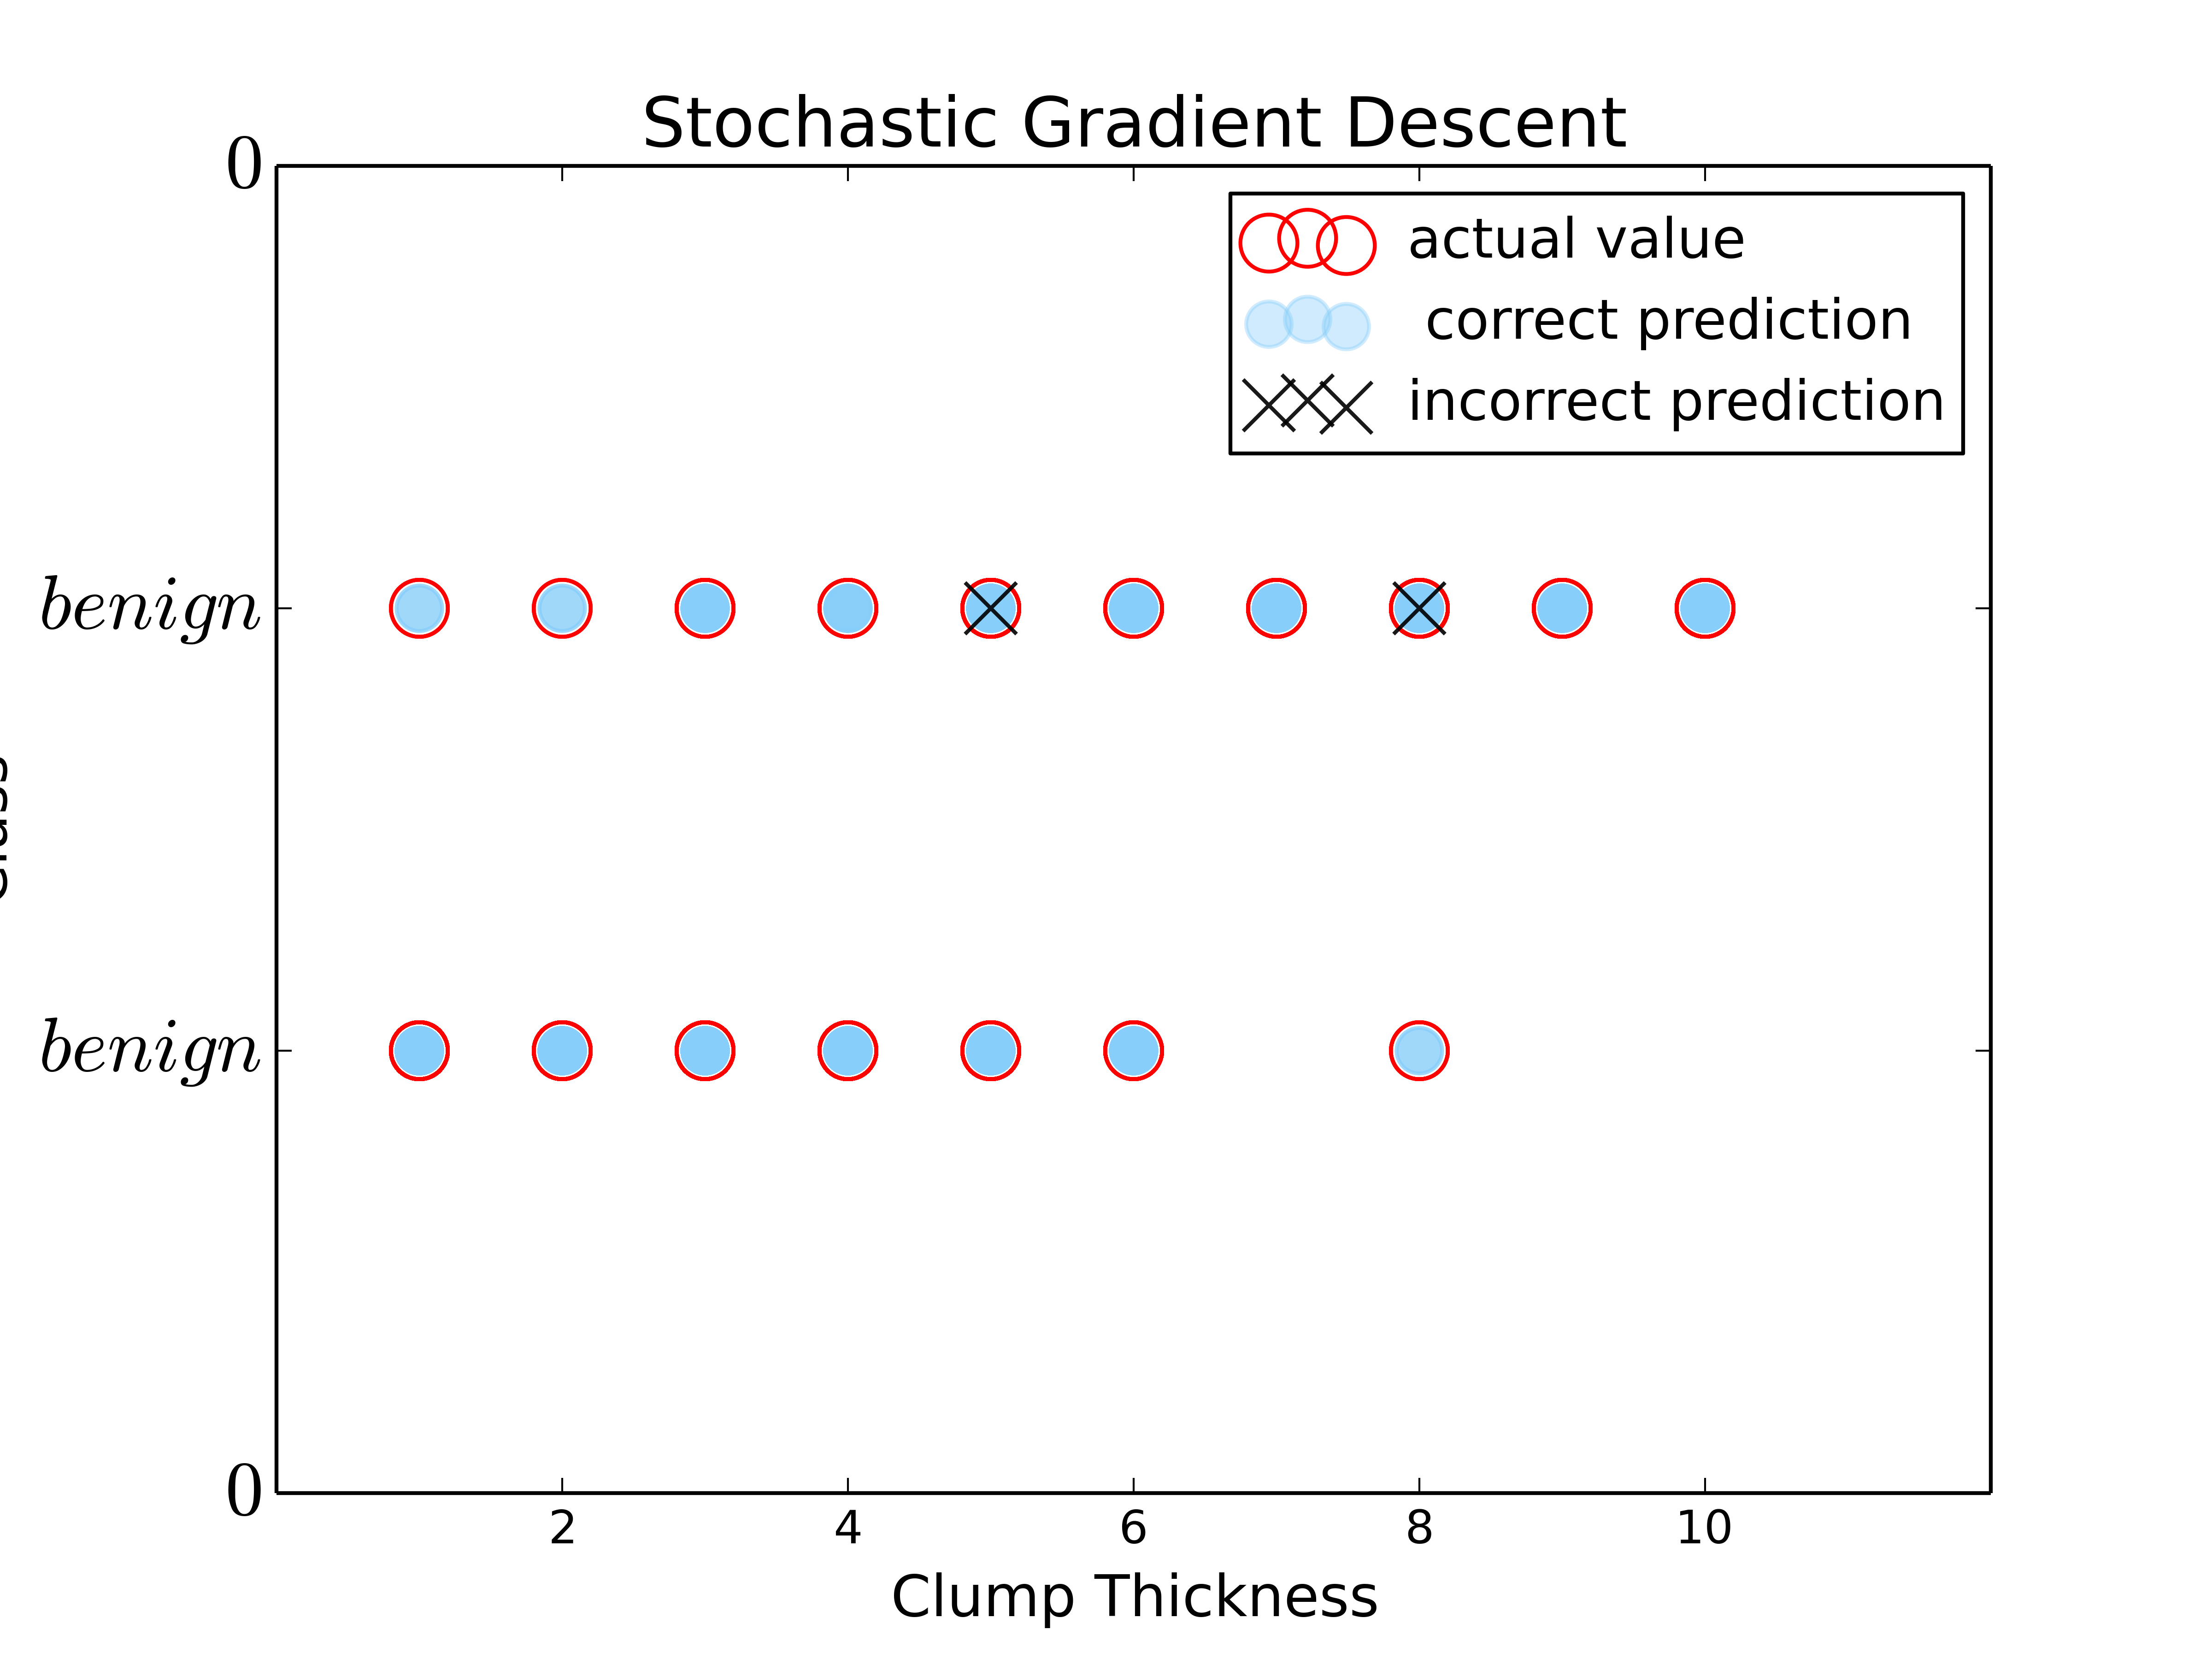 Stochastic Gradient Descent
0
actual value
correct prediction
incorrect prediction
benign
benign
0
2 4 6 8 10
Clump Thickness